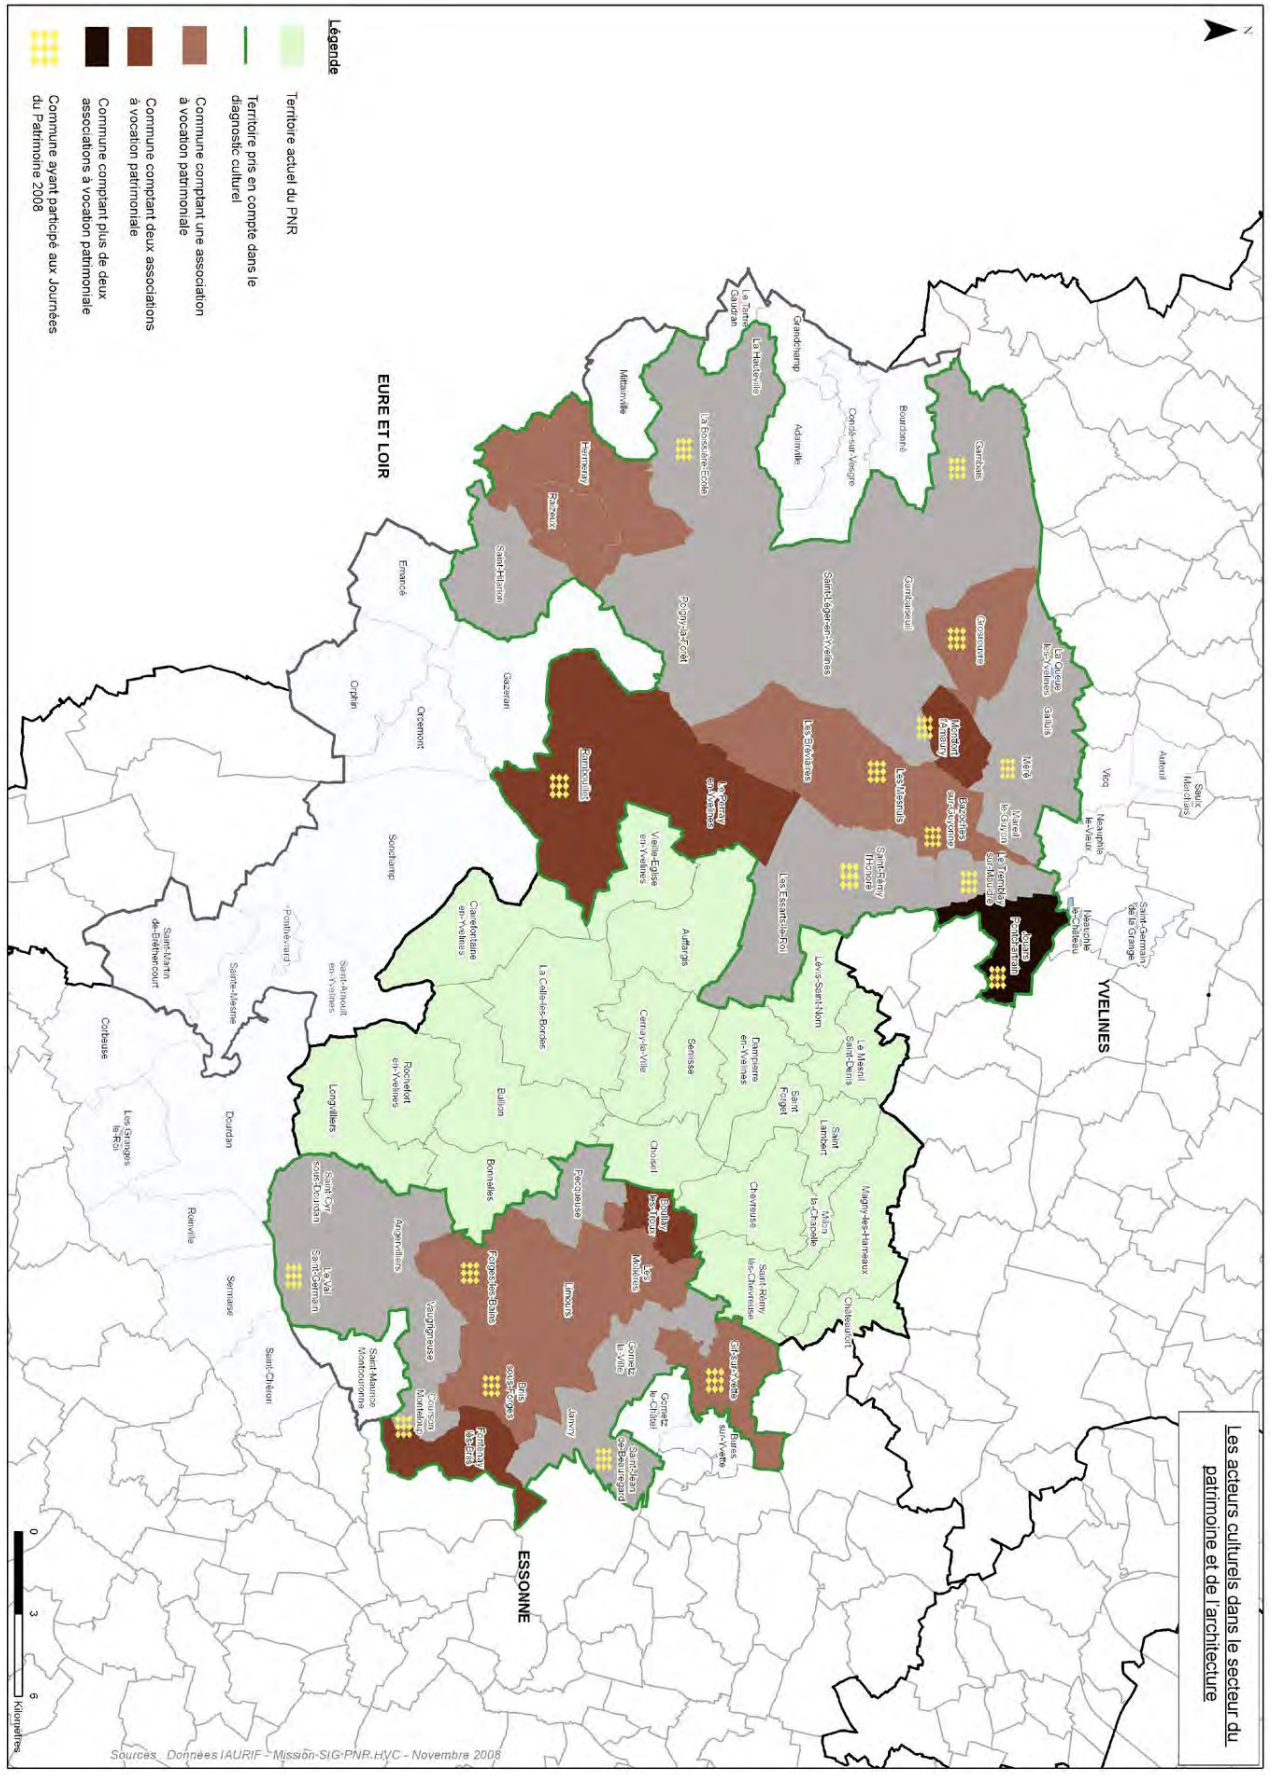 Les acteurs culturels dans le secteur du
patrimoine et de l'architecture
N
Légende
Territoire actuel du PNR
Territoire pris en compte dans le
diagnostic culturel
Commune comptant une association
à vocation patrimoniale
Commune comptant deux associations
à vocation patrimoniale
Commune comptant plus de deux
associations à vocation patrimoniale
Commune ayant participé aux Journées
du Patrimoine 2008
YVELINES
EURE ET LOIR
ESSONNE
Saulx
Marchais
Auteuil
Vicq
Neauphle
le-Vieux
Saint-Germain
de la Grange
Neauphle
le-Château
Jouars
Pontchartrain
La Queue
les-Yvelines
Galluis
Méré
Mareil
le-Guyon
Le Tremblay
sur-Mauldre
Gambais
Grosrouvre
Montfort
l'Amaury
Bazoches
sur-Guyonne
Bourdonné
Gambaiseuil
Les Mesnuls
Saint-Rémy
l'Honoré
Condé-sur-Vesgre
Grandchamp
Adainville
Saint-Léger-en-Yvelines
Les Bréviaires
Les Essarts-le-Roi
Le Tartre
Gaudran
La Hauteville
La Boissière-Ecole
Poigny-la-Forêt
Le Perray
en-Yvelines
Mittainville
Hermeray
Raizeux
Saint-Hilarion
Rambouillet
Vieille-Eglise
en-Yvelines
Auffargis
Lévis-Saint-Nom
Le Mesnil
Saint-Denis
Dampierre
en-Yvelines
Saint
Forget
Saint
Lambert
Milon
la-Chapelle
Magny-les-Hameaux
Châteaufort
Senlisse
Cernay-la-Ville
Choisel
Chevreuse
Saint-Rémy
lès-Chevreuse
La Celle-les-Bordes
Clairefontaine
en-Yvelines
Bullion
Bonnelles
Rochefort
en-Yvelines
Longvilliers
Emancé
Gazeran
Orphin
Orcemont
Sonchamp
Ponthévrard
Saint-Arnoult
en-Yvelines
Sainte-Mesme
Saint-Martin
de-Bréthencourt
Corbeuse
Dourdan
Les Granges
le-Roi
Roinville
Sermaise
Saint-Chéron
Saint-Cyr
sous-Dourdan
Le Val
Saint-Germain
Angervilliers
Pecqueuse
Boullay
les-Troux
Les
Molières
Limours
Forges-les-Bains
Vaugrigneuse
Saint-Maurice
Montcouronne
Courson
Monteloup
Briis
sous-Forges
Fontenay
lès-Briis
Janvry
Gometz
la-Ville
Gometz
le-Châtel
Gif-sur-Yvette
Bures
sur-Yvette
Saint-Jean
de-Beauregard
0 3 6
Kilomètres
Sources : Données IAURIF - Mission-SIG-PNR.HVC - Novembre 2008